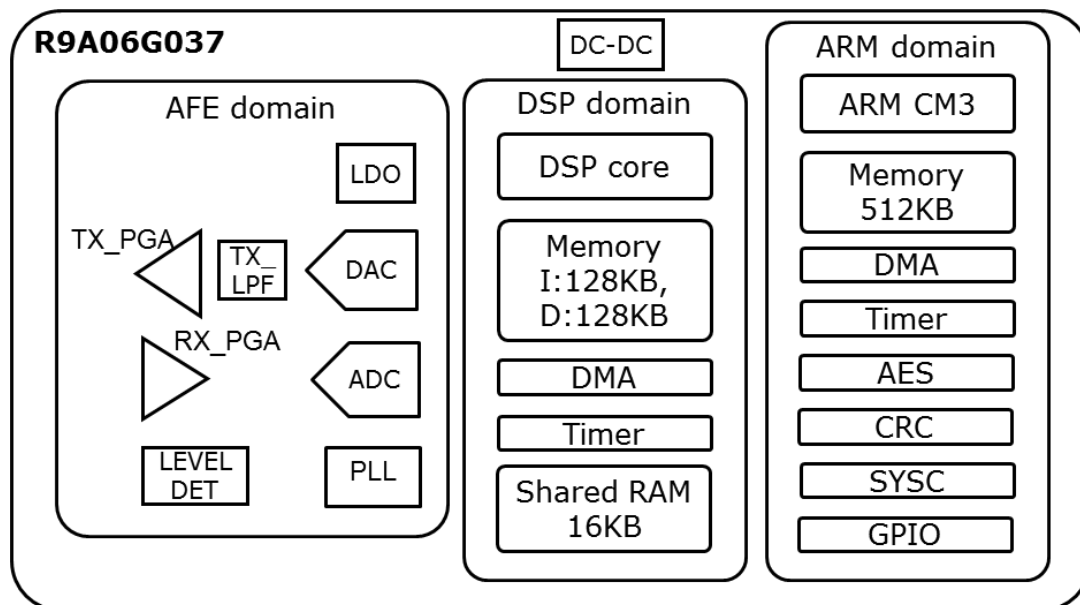 R9A06G037
DC-DC
AFE domain
LDO
TX_PGA
TX_
LPF
DAC
RX_PGA
ADC
LEVEL
DET
PLL
DSP domain
DSP core
Memory
I:128KB,
D:128KB
DMA
Timer
Shared RAM
16KB
ARM domain
ARM CM3
Memory
512KB
DMA
Timer
AES
CRC
SYSC
GPIO